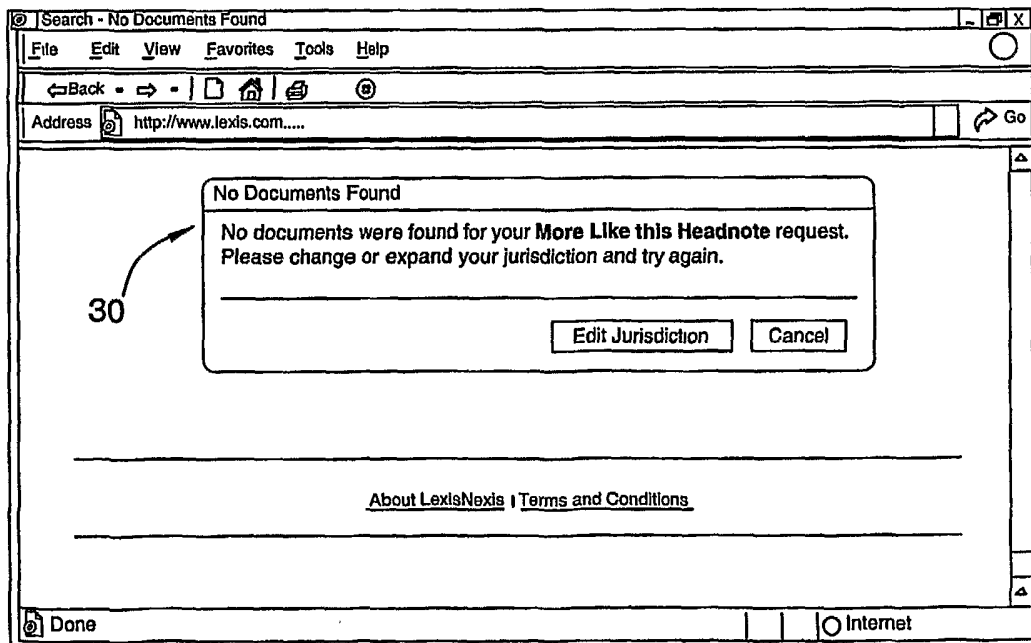 Search - No Documents Found
File Edit View Favorites Tools Help
Back
Address http://www.lexis.com..... Go
No Documents Found
No documents were found for your More Like this Headnote request.
Please change or expand your jurisdiction and try again.
30
Edit Jurisdiction Cancel
About LexisNexis | Terms and Conditions
Done Internet